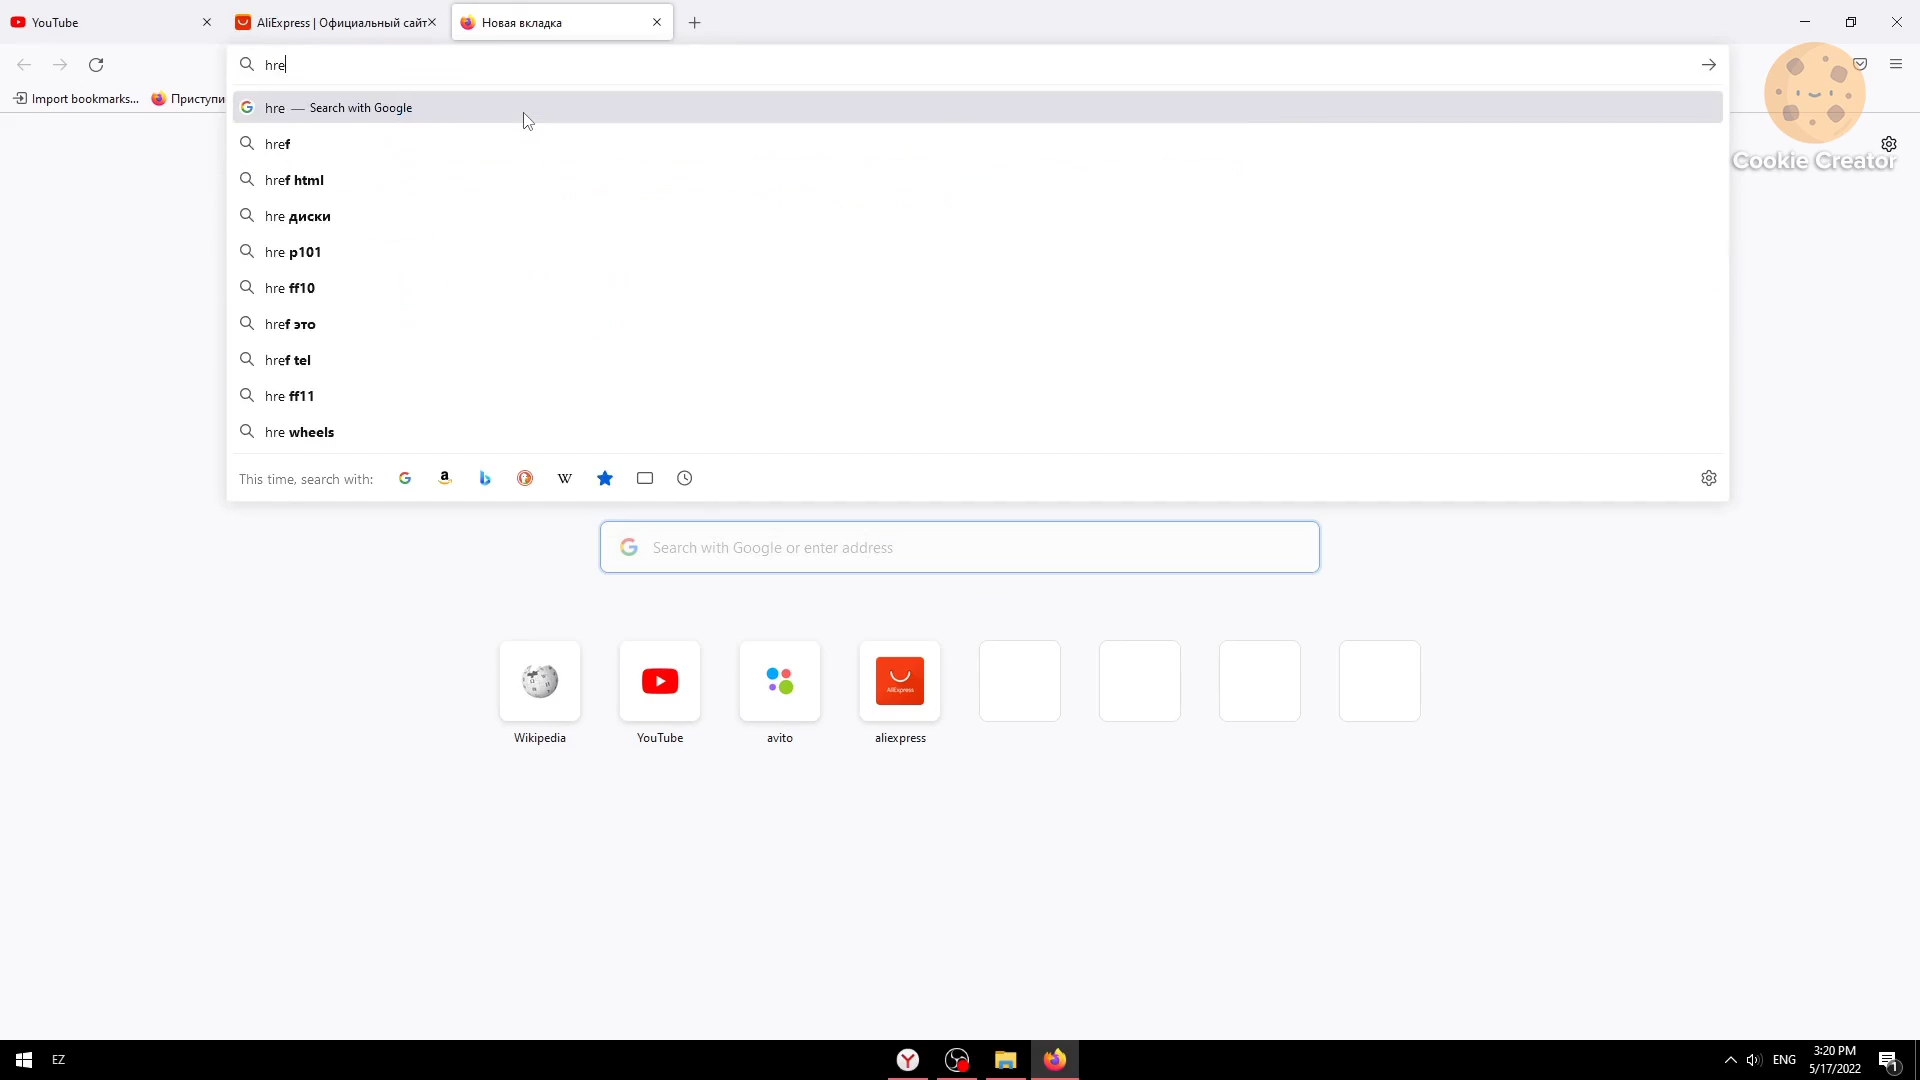 YouTube
AliExpress | Официальный сайт
Новая вкладка
hre
Import bookmarks...
Приступи
hre — Search with Google
href
href html
hre диски
hre p101
hre ff10
href это
href tel
hre ff11
hre wheels
This time, search with:
Cookie Creator
Search with Google or enter address
AliExpress
Wikipedia
YouTube
avito
aliexpress
EZ
ENG
3:20 PM
5/17/2022
1